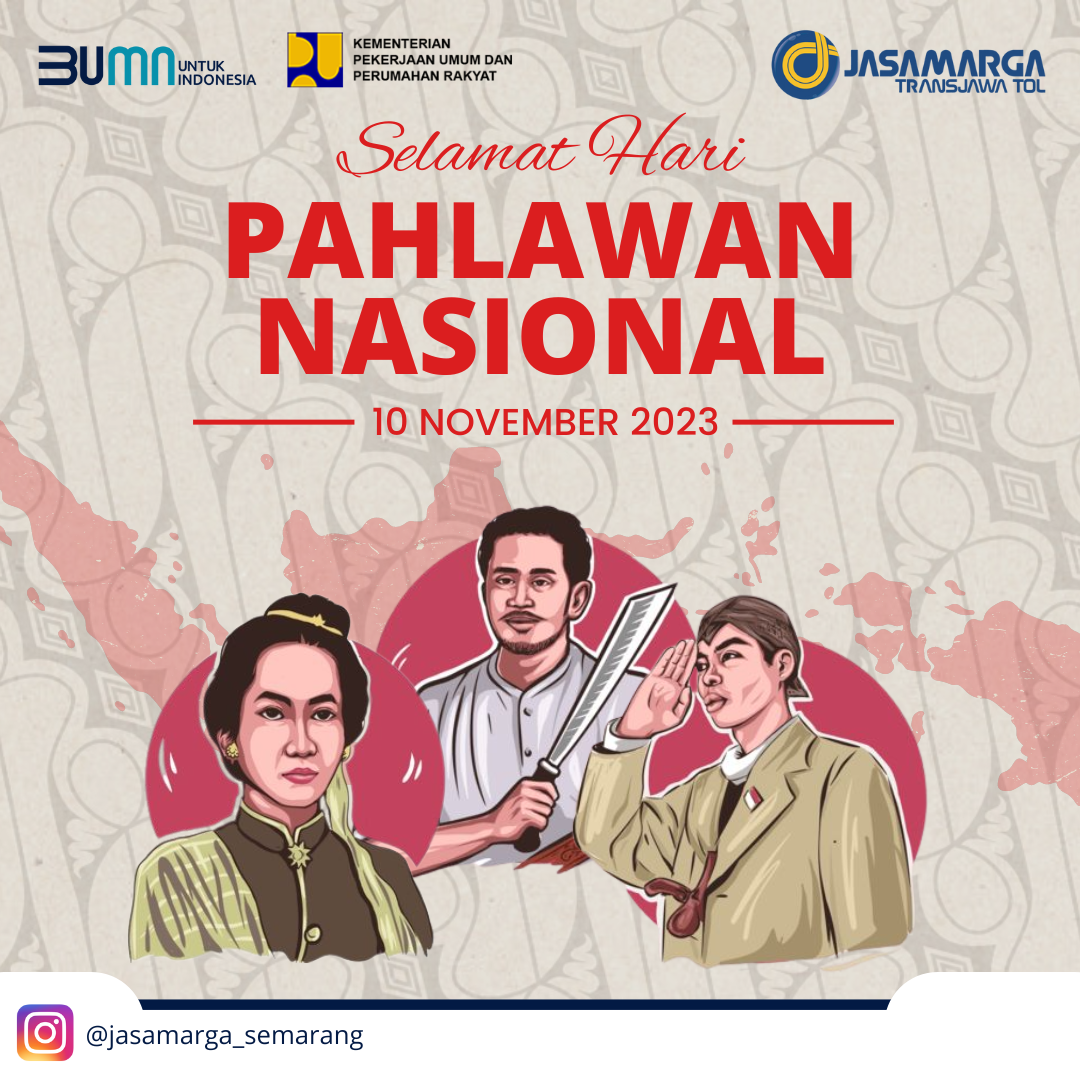 BUMN UNTUK
INDONESIA
KEMENTERIAN
PEKERJAAN UMUM DAN
PERUMAHAN RAKYAT
JASAMARGA
TRANSJAWA TOL
Selamat Hari
PAHLAWAN
NASIONAL
10 NOVEMBER 2023
@jasamarga_semarang